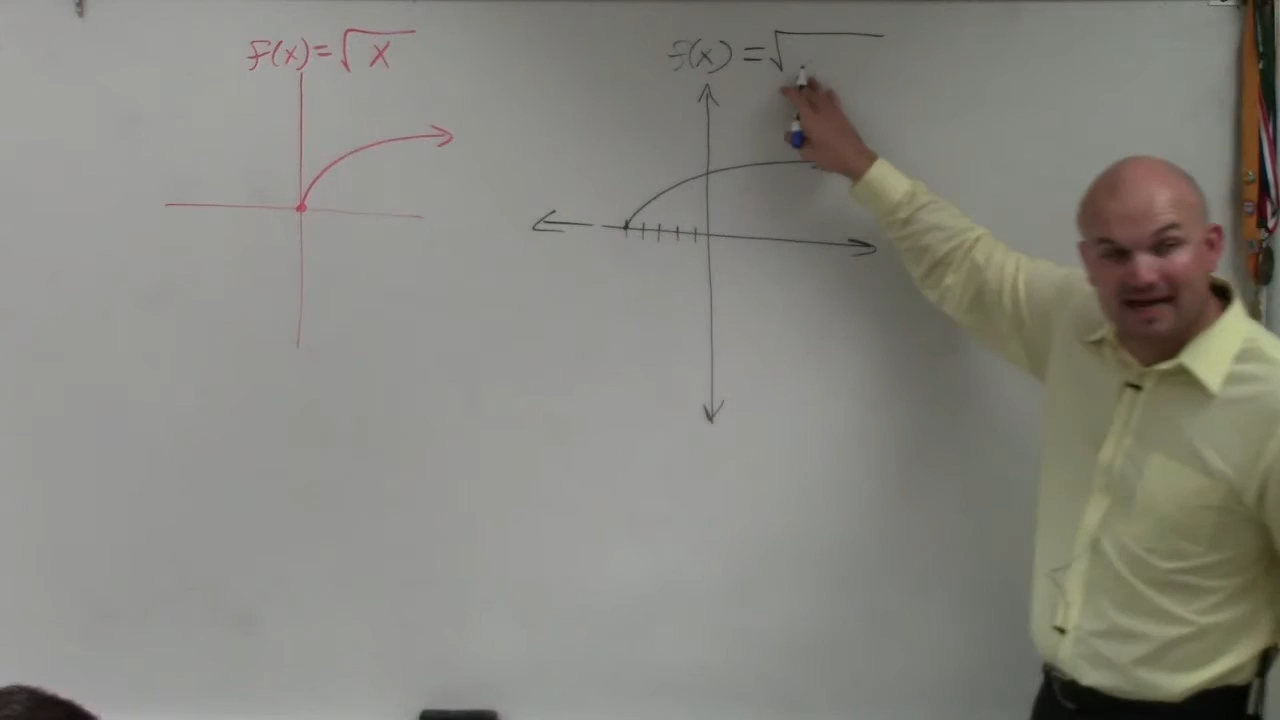 f(x) = √x
f(x) = √